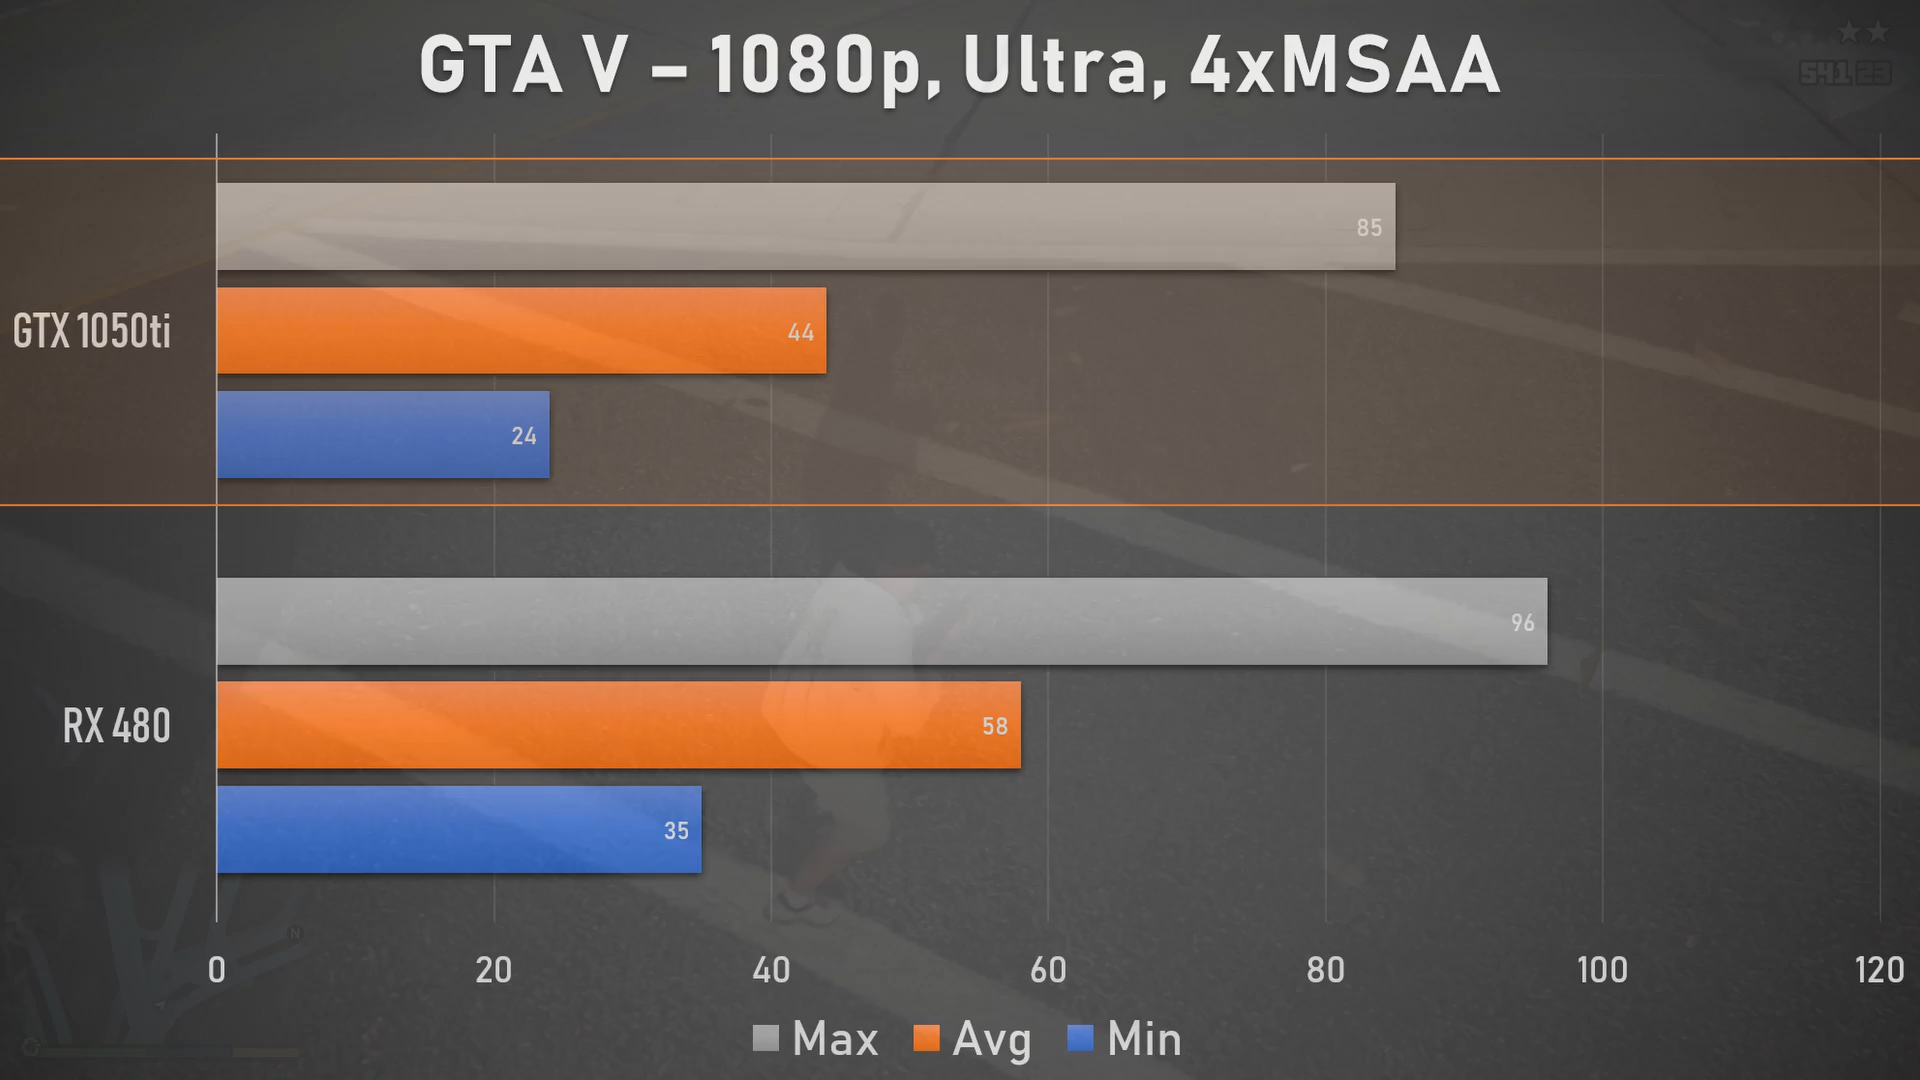 GTA V – 1080p, Ultra, 4xMSAA
85
GTX 1050ti
44
24
96
RX 480
58
35
0 20 40 60 80 100 120
Max Avg Min
N